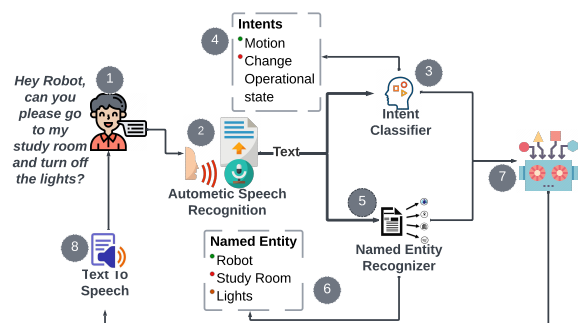 Hey Robot,
can you
please go
to my
study room
and turn off
the lights?
1
2
Automatic Speech
Recognition
Text
4
Intents
Motion
Change
Operational
state
3
Intent
Classifier
5
Named Entity
Recognizer
6
Named Entity
Robot
Study Room
Lights
7
...
8
Text To
Speech